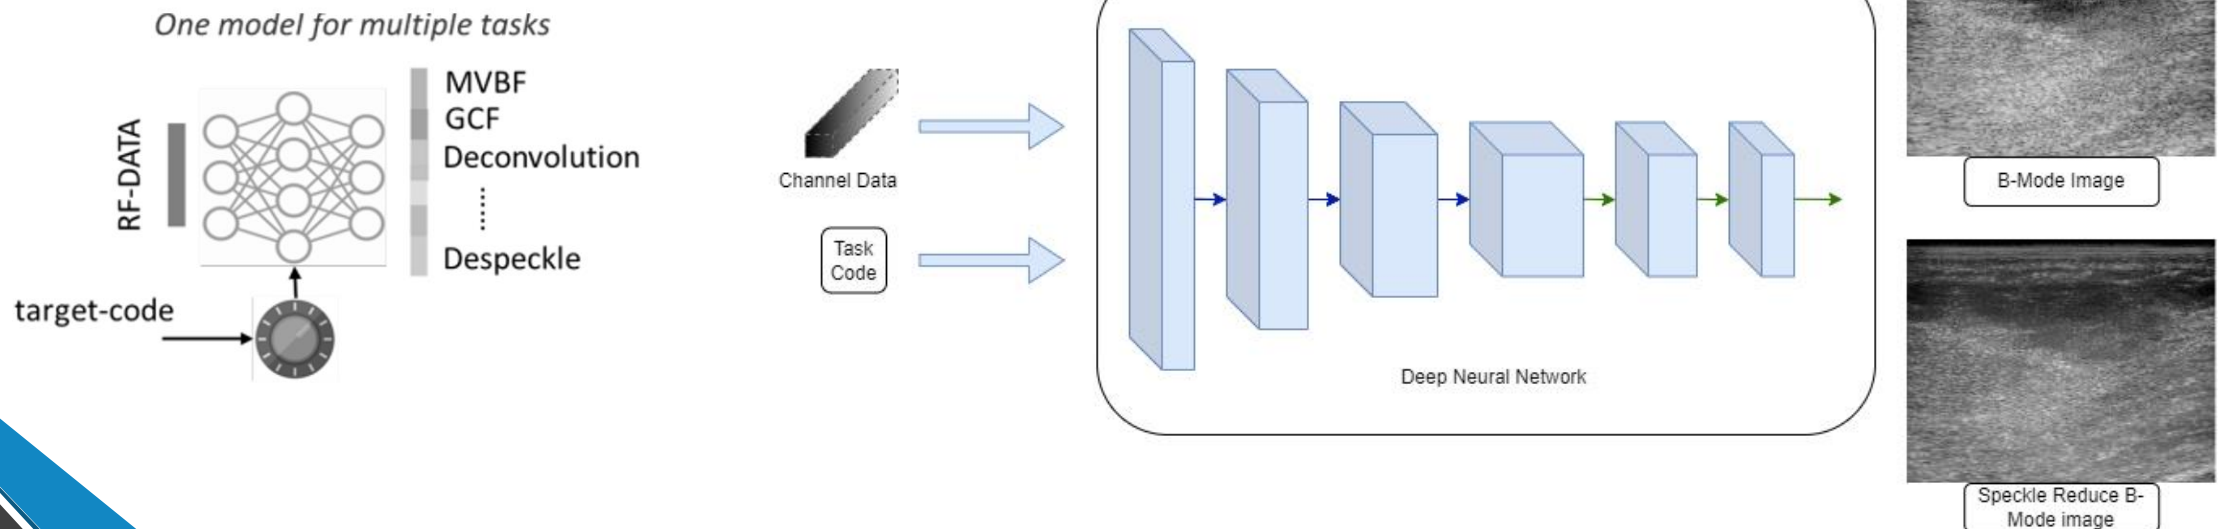 One model for multiple tasks
RF-DATA
MVBF
GCF
Deconvolution
Despeckle
target-code
Channel Data
Task
Code
Deep Neural Network
B-Mode Image
Speckle Reduce B-
Mode image